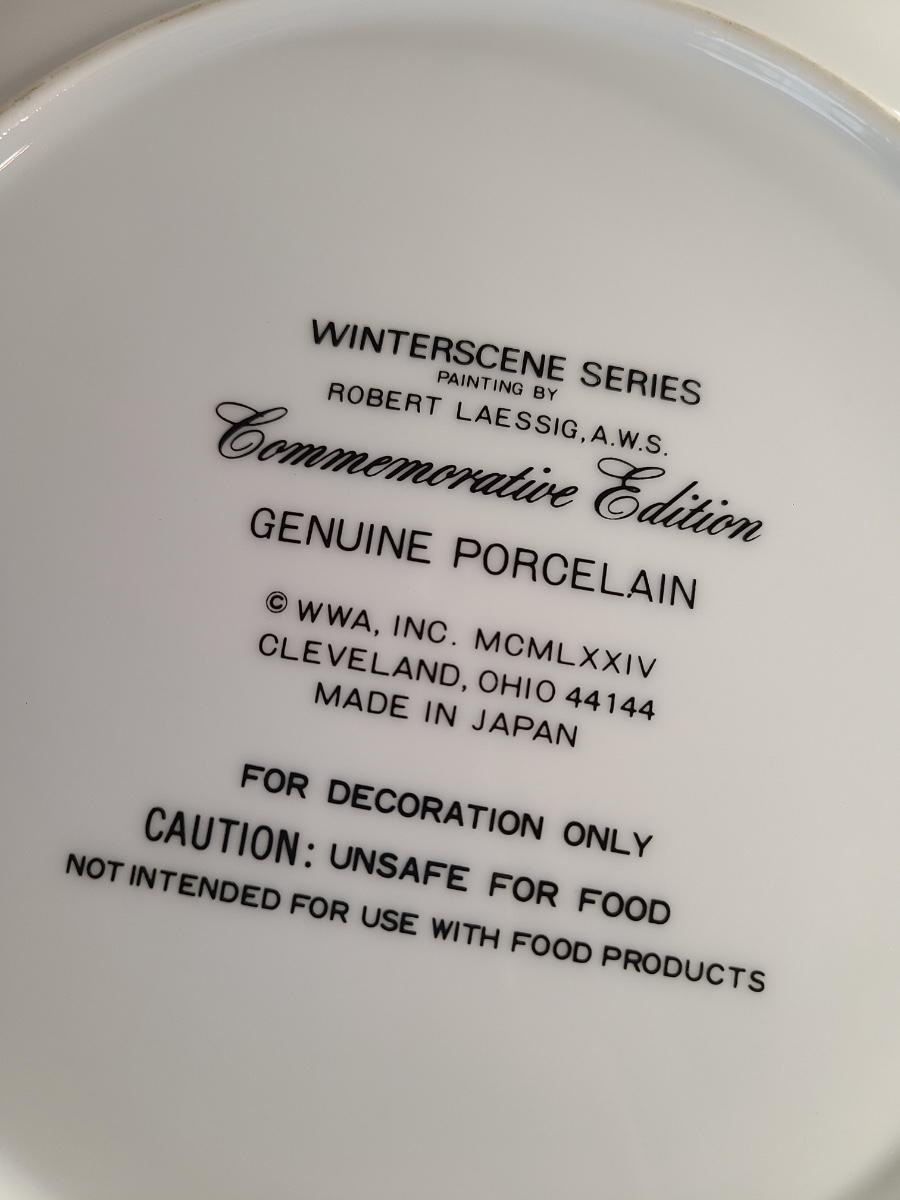 WINTERSCENE SERIES
PAINTING BY
ROBERT LAESSIG, A.W.S.
Commemorative Edition
GENUINE PORCELAIN
© WWA, INC. MCMLXXIV
CLEVELAND, OHIO 44144
MADE IN JAPAN
FOR DECORATION ONLY
CAUTION: UNSAFE FOR FOOD
NOT INTENDED FOR USE WITH FOOD PRODUCTS